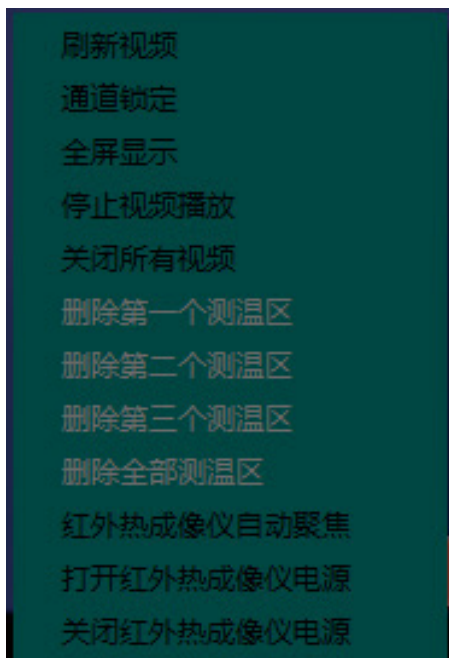 刷新视频
通道锁定
全屏显示
停止视频播放
关闭所有视频
删除第一个测温区
删除第二个测温区
删除第三个测温区
删除全部测温区
红外热成像仪自动聚焦
打开红外热成像仪电源
关闭红外热成像仪电源